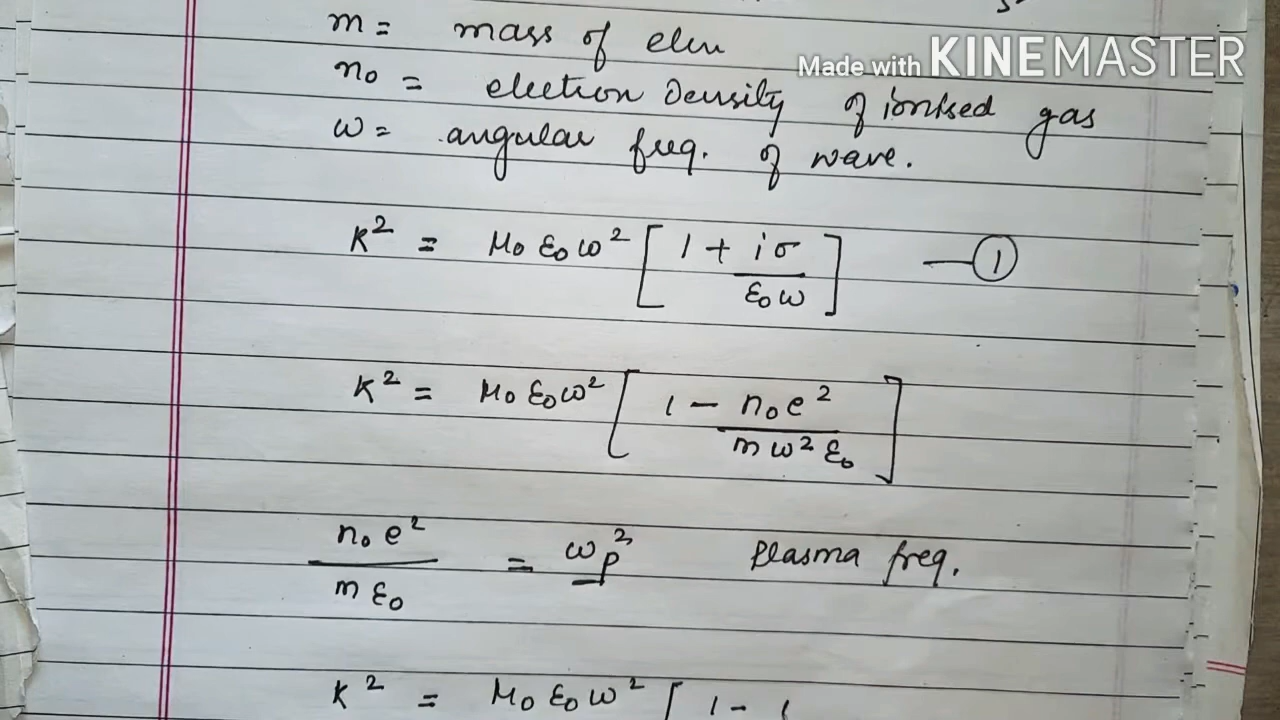 m = mass of elen
Made with KINEMASTER
n₀ = election Density of ionised gas
ω = angular freq. of wave.
K² = μ₀ ε₀ ω² [ 1 + iσ / ε₀ω ] —①
K² = μ₀ ε₀ ω² [ 1 - n₀e² / mω²ε₀ ]
n₀e² / mε₀ = ωp² Plasma freq.
K² = μ₀ ε₀ ω² [ 1 -